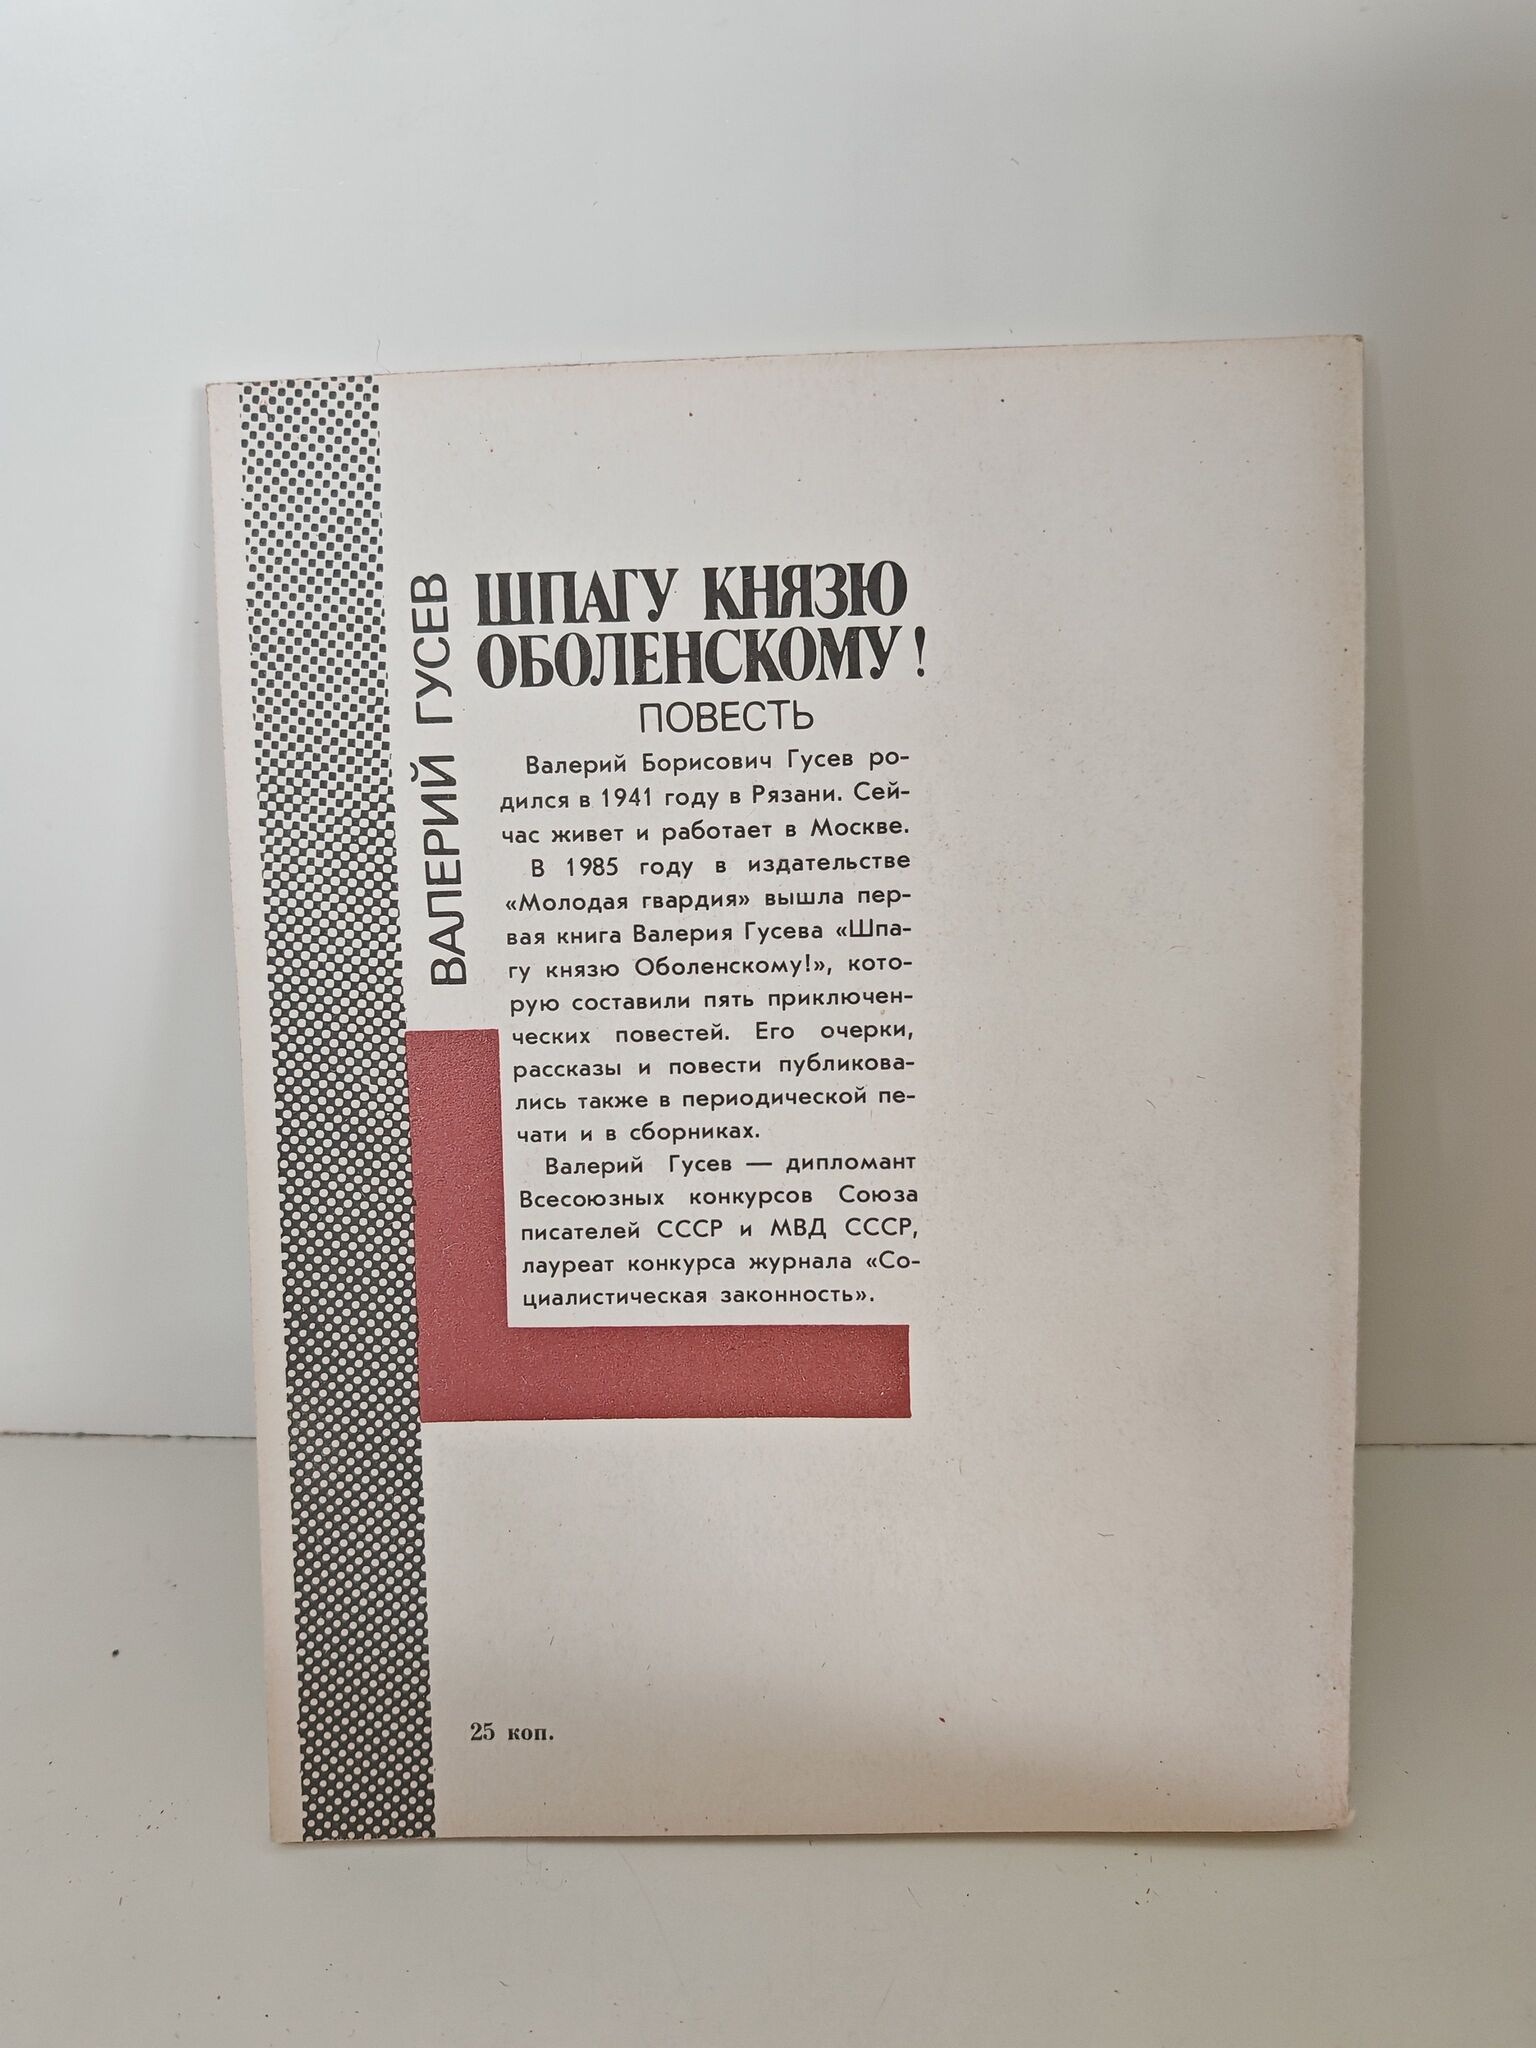 ВАЛЕРИЙ ГУСЕВ
ШПАГУ КНЯЗЮ
ОБОЛЕНСКОМУ!
ПОВЕСТЬ
Валерий Борисович Гусев ро-
дился в 1941 году в Рязани. Сей-
час живет и работает в Москве.
В 1985 году в издательстве
«Молодая гвардия» вышла пер-
вая книга Валерия Гусева «Шпа-
гу князю Оболенскому!», кото-
рую составили пять приключен-
ческих повестей. Его очерки,
рассказы и повести публикова-
лись также в периодической пе-
чати и в сборниках.
Валерий Гусев — дипломант
Всесоюзных конкурсов Союза
писателей СССР и МВД СССР,
лауреат конкурса журнала «Со-
циалистическая законность».
25 коп.